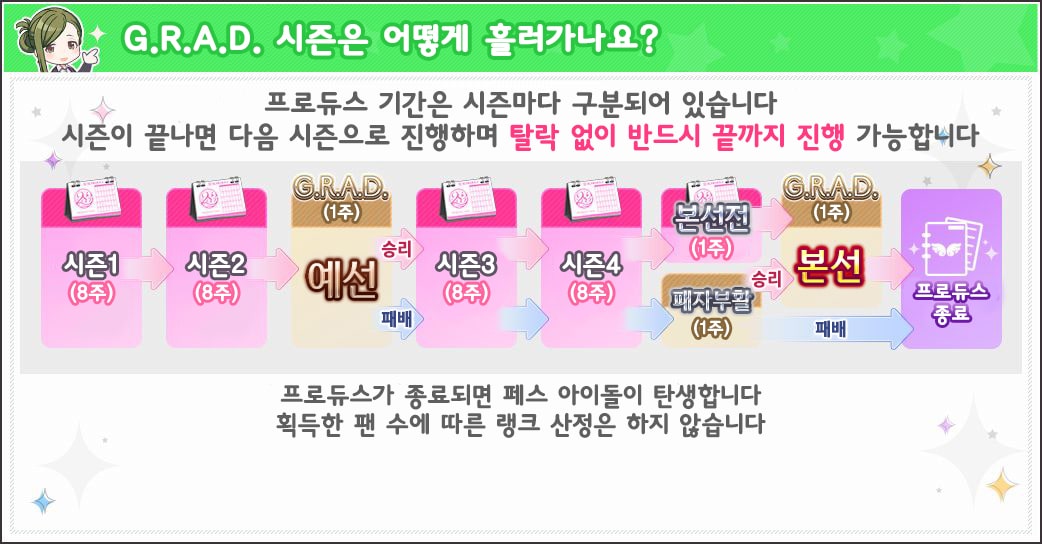 G.R.A.D. 시즌은 어떻게 흘러가나요?
프로듀스 기간은 시즌마다 구분되어 있습니다
시즌이 끝나면 다음 시즌으로 진행하며 탈락 없이 반드시 끝까지 진행 가능합니다
시즌1
(8주)
시즌2
(8주)
G.R.A.D.
(1주)
예선
승리
패배
시즌3
(8주)
시즌4
(8주)
본선전
(1주)
패자부활
(1주)
승리
패배
G.R.A.D.
(1주)
본선
프로듀스
종료
프로듀스가 종료되면 페스 아이돌이 탄생합니다
획득한 팬 수에 따른 랭크 산정은 하지 않습니다